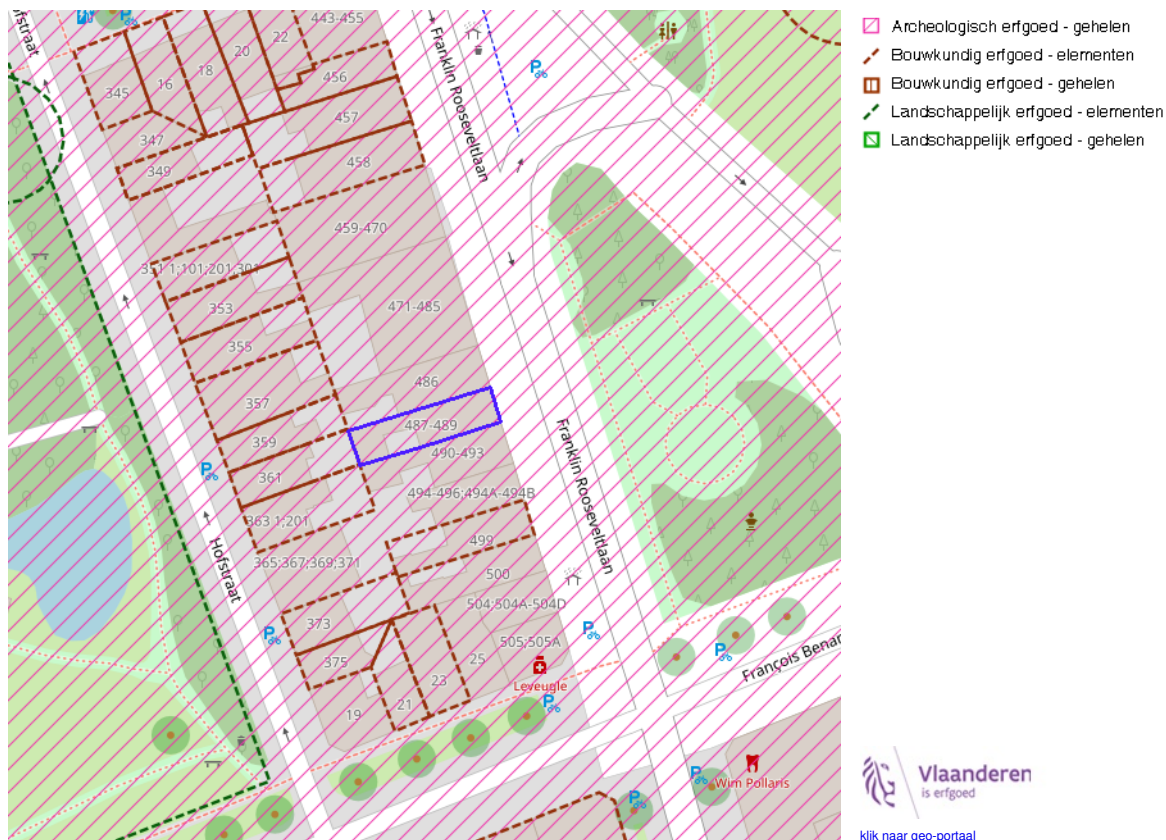 Archeologisch erfgoed - gehelen
Bouwkundig erfgoed - elementen
Bouwkundig erfgoed - gehelen
Landschappelijk erfgoed - elementen
Landschappelijk erfgoed - gehelen
443-455
22
20
18
16
345
456
457
347
349
458
Franklin Rooseveltlaan
459-470
351 1;101;201;301
353
471-485
355
486
357
487-489
359
490-493
361
494-496;494A-494B
363 1;201
499
Franklin Rooseveltlaan
Hofstraat
365;367;369;371
500
504;504A-504D
373
505;505A
375
25
23
Leveugle
21
19
P
P
P
P
P
P
P
P
P
Wim Pollaris
Vlaanderen
is erfgoed
klik naar geo-portaal